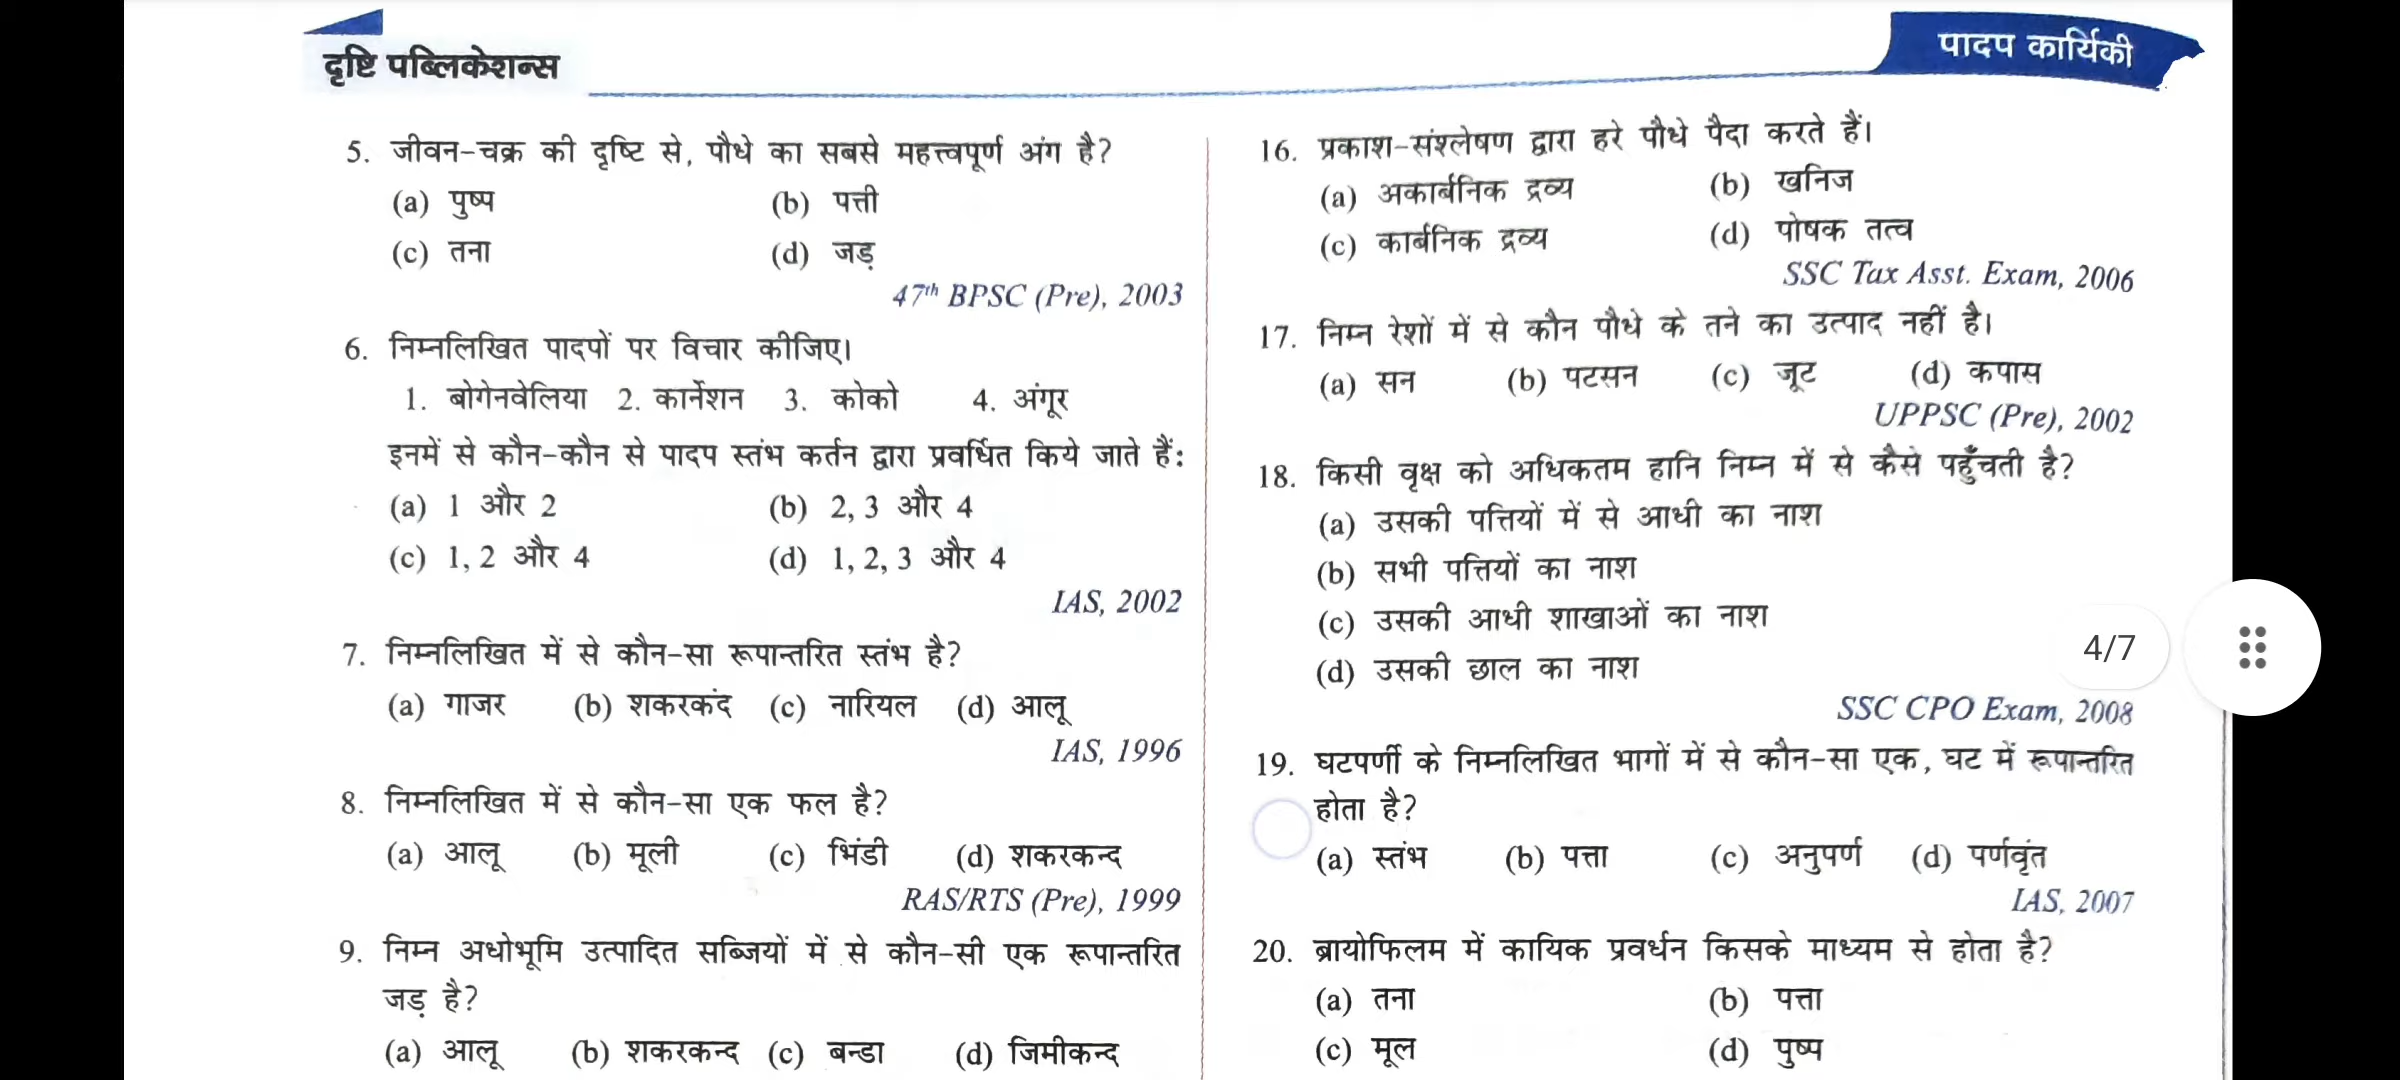 दृष्टि पब्लिकेशन्स
पादप कार्यिकी
5. जीवन-चक्र की दृष्टि से, पौधे का सबसे महत्त्वपूर्ण अंग है?
(a) पुष्प (b) पत्ती
(c) तना (d) जड़
47th BPSC (Pre), 2003
6. निम्नलिखित पादपों पर विचार कीजिए।
1. बोगेनवेलिया 2. कार्नेशन 3. कोको 4. अंगूर
इनमें से कौन-कौन से पादप स्तंभ कर्तन द्वारा प्रवर्धित किये जाते हैं:
(a) 1 और 2 (b) 2, 3 और 4
(c) 1, 2 और 4 (d) 1, 2, 3 और 4
IAS, 2002
7. निम्नलिखित में से कौन-सा रूपान्तरित स्तंभ है?
(a) गाजर (b) शकरकंद (c) नारियल (d) आलू
IAS, 1996
8. निम्नलिखित में से कौन-सा एक फल है?
(a) आलू (b) मूली (c) भिंडी (d) शकरकन्द
RAS/RTS (Pre), 1999
9. निम्न अधोभूमि उत्पादित सब्जियों में से कौन-सी एक रूपान्तरित
जड़ है?
(a) आलू (b) शकरकन्द (c) बन्डा (d) जिमीकन्द
16. प्रकाश-संश्लेषण द्वारा हरे पौधे पैदा करते हैं।
(a) अकार्बनिक द्रव्य (b) खनिज
(c) कार्बनिक द्रव्य (d) पोषक तत्व
SSC Tax Asst. Exam, 2006
17. निम्न रेशों में से कौन पौधे के तने का उत्पाद नहीं है।
(a) सन (b) पटसन (c) जूट (d) कपास
UPPSC (Pre), 2002
18. किसी वृक्ष को अधिकतम हानि निम्न में से कैसे पहुँचती है?
(a) उसकी पत्तियों में से आधी का नाश
(b) सभी पत्तियों का नाश
(c) उसकी आधी शाखाओं का नाश
(d) उसकी छाल का नाश
4/7
SSC CPO Exam, 2008
19. घटपर्णी के निम्नलिखित भागों में से कौन-सा एक, घट में रूपान्तरित
होता है?
(a) स्तंभ (b) पत्ता (c) अनुपर्ण (d) पर्णवृंत
IAS, 2007
20. ब्रायोफिलम में कायिक प्रवर्धन किसके माध्यम से होता है?
(a) तना (b) पत्ता
(c) मूल (d) पुष्प